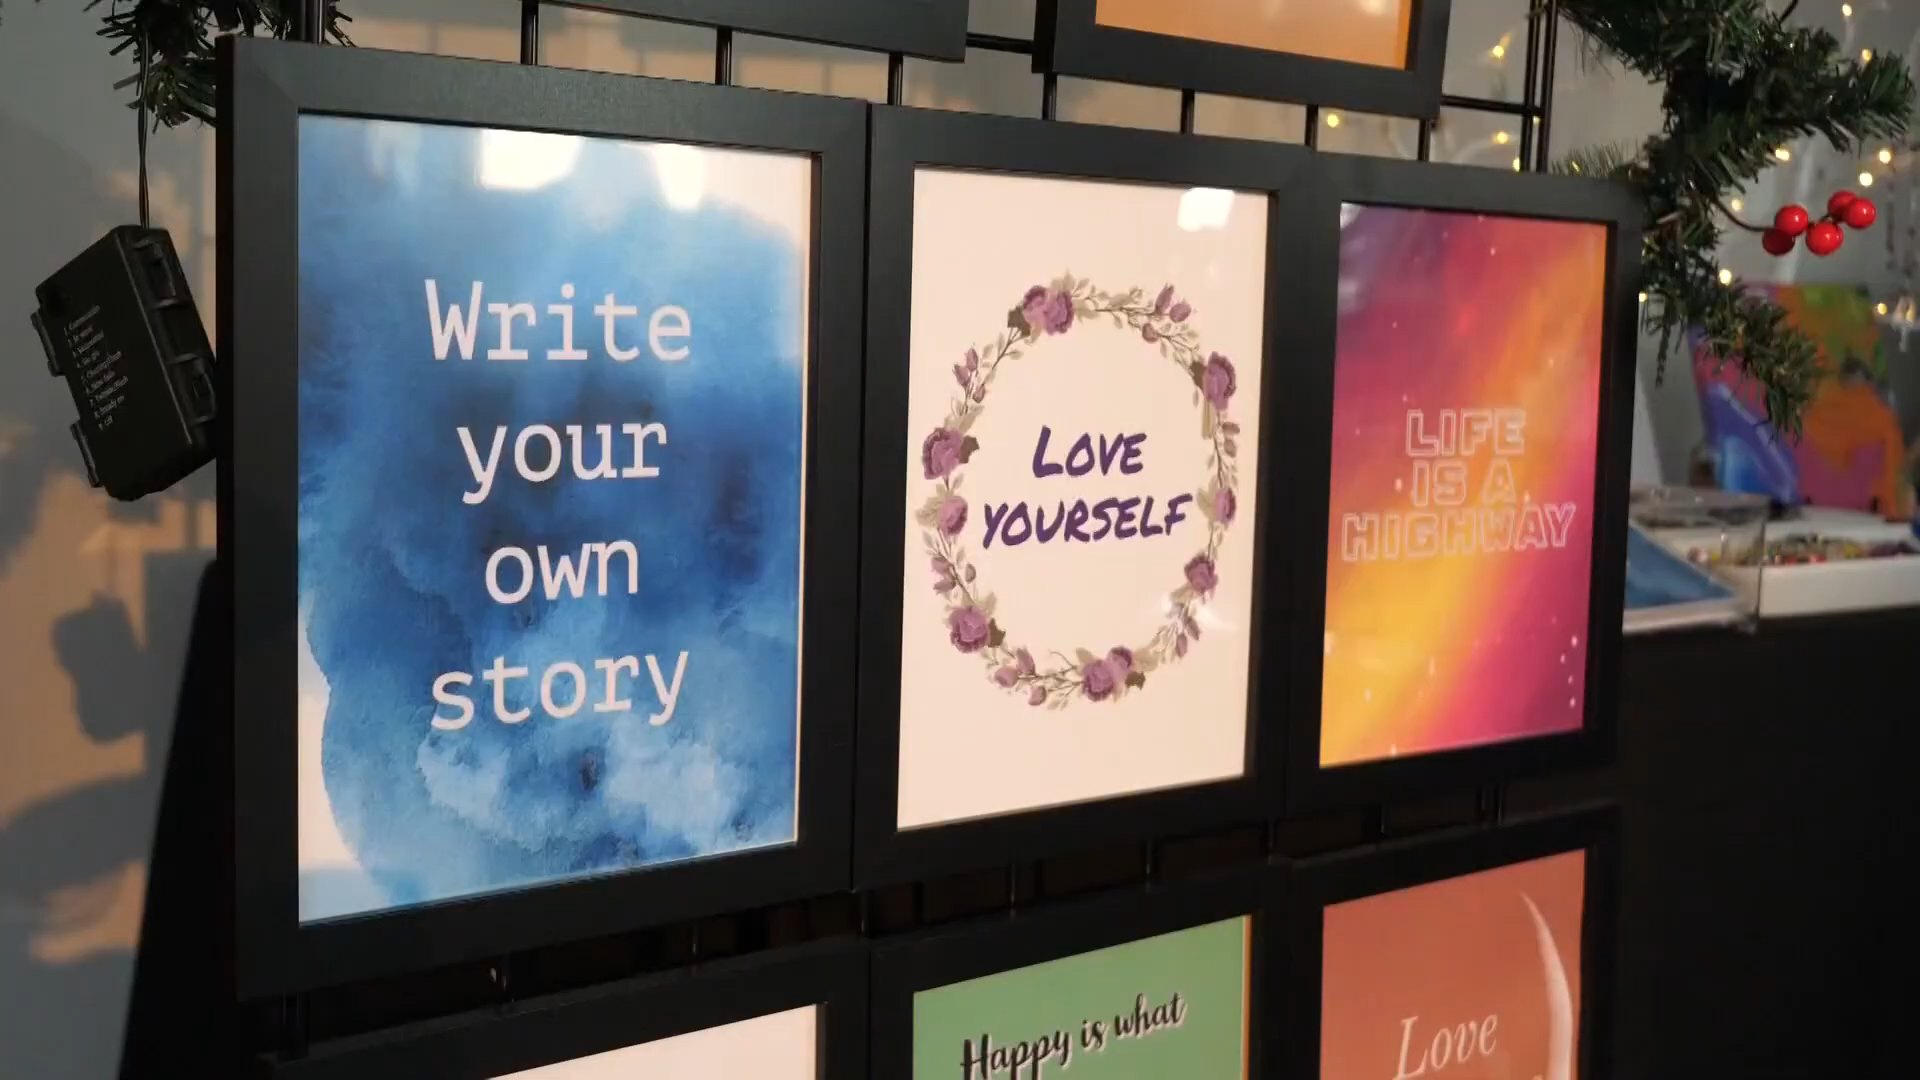 Write
your
own
story
LOVE
YOURSELF
LIFE
IS A
HIGHWAY
Happy is what
Love